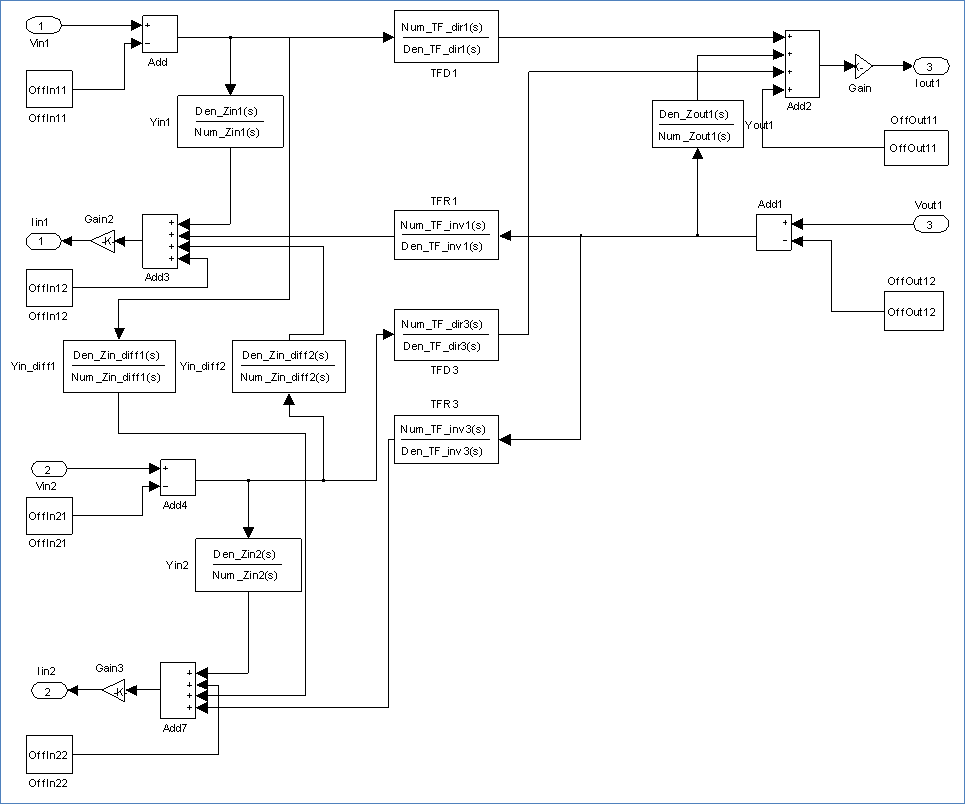 1
Vin1
+
−
Add
OffIn11
OffIn11
Num_TF_dir1(s)
Den_TF_dir1(s)
TFD1
+
+
+
+
Add2
Gain
3
Iout1
Yin1
Den_Zin1(s)
Num_Zin1(s)
Den_Zout1(s)
Num_Zout1(s)
Yout1
OffOut11
OffOut11
Iin1
1
Gain2
-K-
+
+
+
+
Add3
TFR1
Num_TF_inv1(s)
Den_TF_inv1(s)
Add1
+
−
Vout1
3
OffIn12
OffIn12
OffOut12
OffOut12
Yin_diff1
Den_Zin_diff1(s)
Num_Zin_diff1(s)
Yin_diff2
Den_Zin_diff2(s)
Num_Zin_diff2(s)
Num_TF_dir3(s)
Den_TF_dir3(s)
TFD3
TFR3
Num_TF_inv3(s)
Den_TF_inv3(s)
2
Vin2
+
−
Add4
OffIn21
OffIn21
Yin2
Den_Zin2(s)
Num_Zin2(s)
Iin2
2
Gain3
-K-
+
+
+
+
Add7
OffIn22
OffIn22